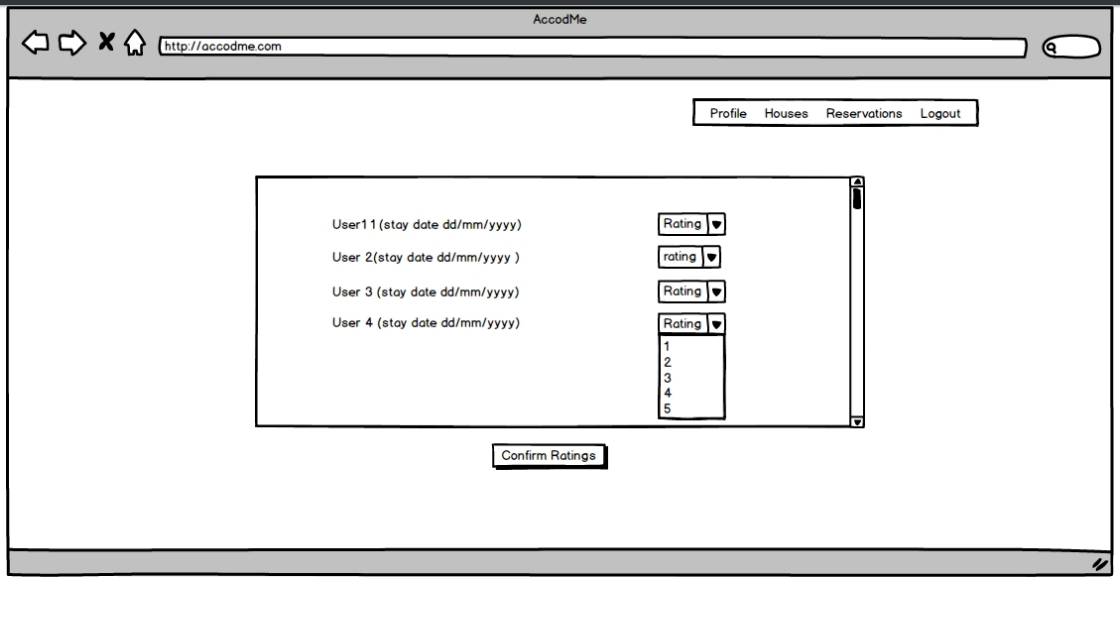 AccodMe
http://accodme.com
Profile Houses Reservations Logout
User1 1(stay date dd/mm/yyyy) Rating
User 2(stay date dd/mm/yyyy ) rating
User 3 (stay date dd/mm/yyyy) Rating
User 4 (stay date dd/mm/yyyy) Rating
1
2
3
4
5
Confirm Ratings